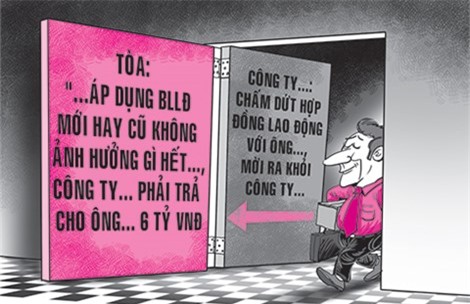 TÒA:
"...ÁP DỤNG BLLĐ
MỚI HAY CŨ KHÔNG
ẢNH HƯỞNG GÌ HẾT...,
CÔNG TY... PHẢI TRẢ
CHO ÔNG... 6 TỶ VNĐ
CÔNG TY...:
CHẤM DỨT HỢP
ĐỒNG LAO ĐỘNG
VỚI ÔNG...,
MỜI RA KHỎI
CÔNG TY...